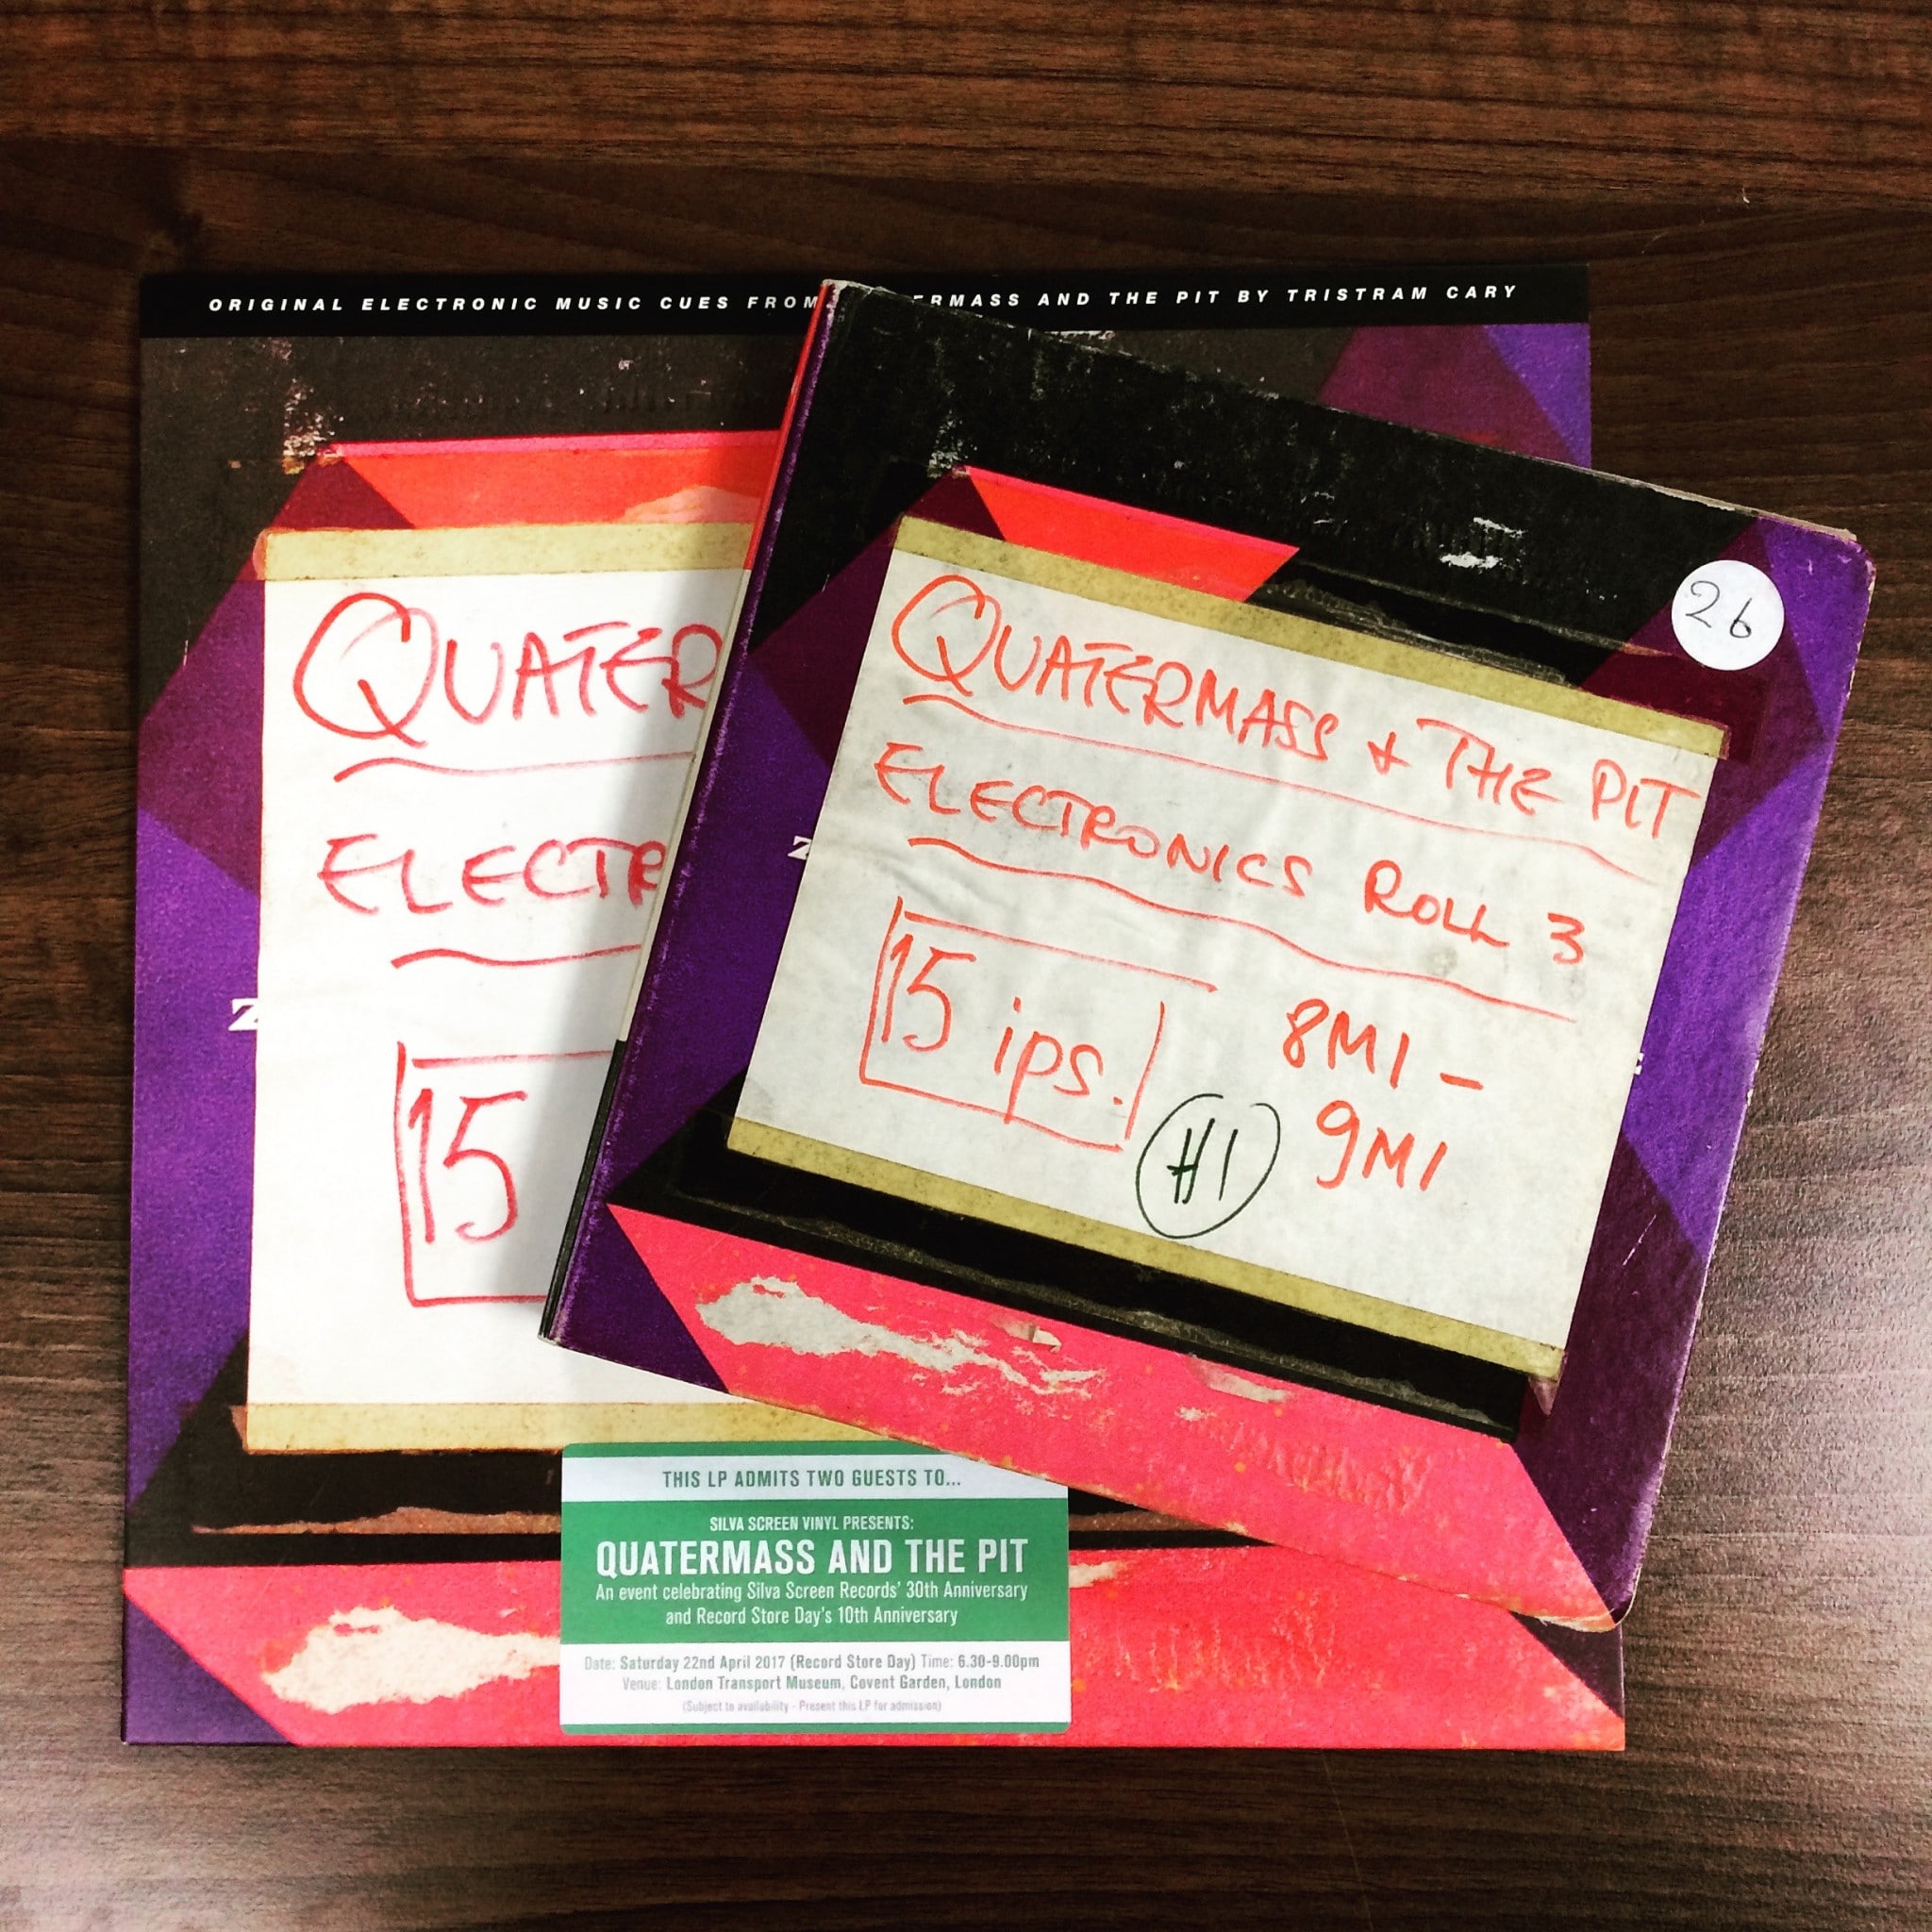 ORIGINAL ELECTRONIC MUSIC CUES FROM ERMASS AND THE PIT BY TRISTRAM CARY
QUATER
ELECTR
15
26
QUATERMASS & THE PIT
ELECTRONICS ROLL 3
15 ips.
8M1 -
9M1
H1
THIS LP ADMITS TWO GUESTS TO...
SILVA SCREEN VINYL PRESENTS:
QUATERMASS AND THE PIT
An event celebrating Silva Screen Records' 30th Anniversary
and Record Store Day's 10th Anniversary
Date: Saturday 22nd April 2017 (Record Store Day) Time: 6.30-9.00pm
Venue: London Transport Museum, Covent Garden, London
(Subject to availability - Present this LP for admission)